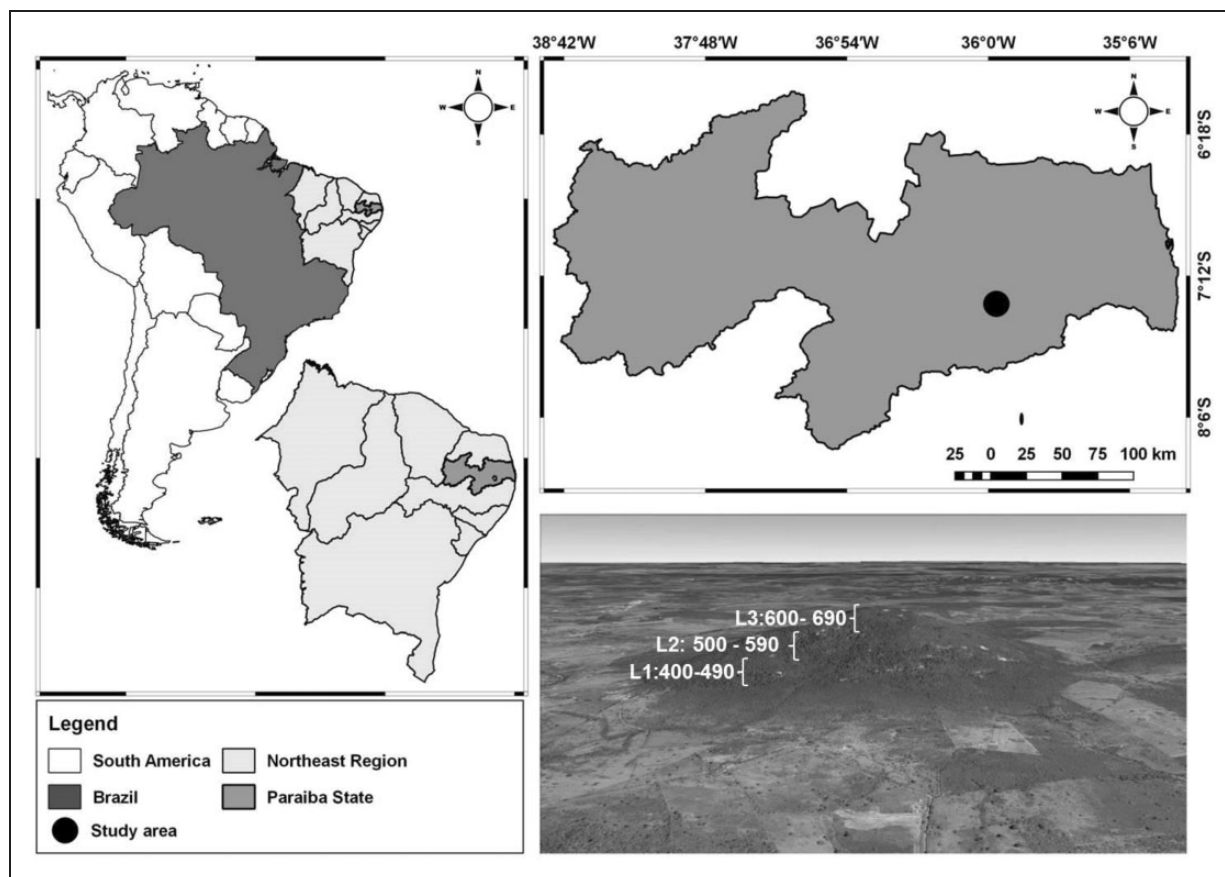 N
W E
S
38°42'W 37°48'W 36°54'W 36°0'W 35°6'W
N
W E
S
6°18'S
7°12'S
8°6'S
25 0 25 50 75 100 km
L3:600- 690
L2: 500 - 590
L1:400-490
Legend
South America
Northeast Region
Brazil
Paraiba State
Study area